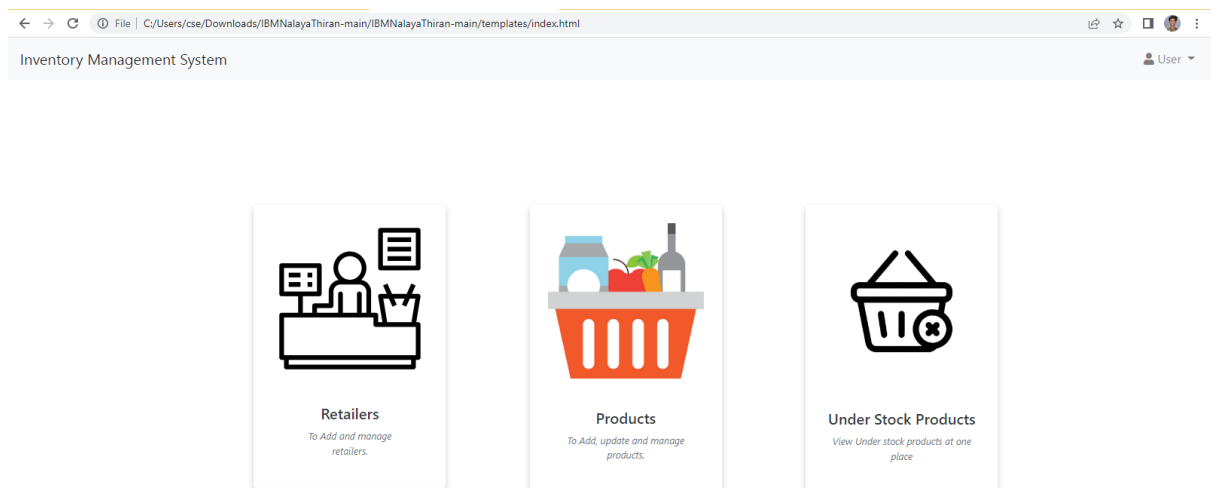 File | C:/Users/cse/Downloads/IBMNalayaThiran-main/IBMNalayaThiran-main/templates/index.html
Inventory Management System
User
Retailers
To Add and manage
retailers.
Products
To Add, update and manage
products.
Under Stock Products
View Under stock products at one
place